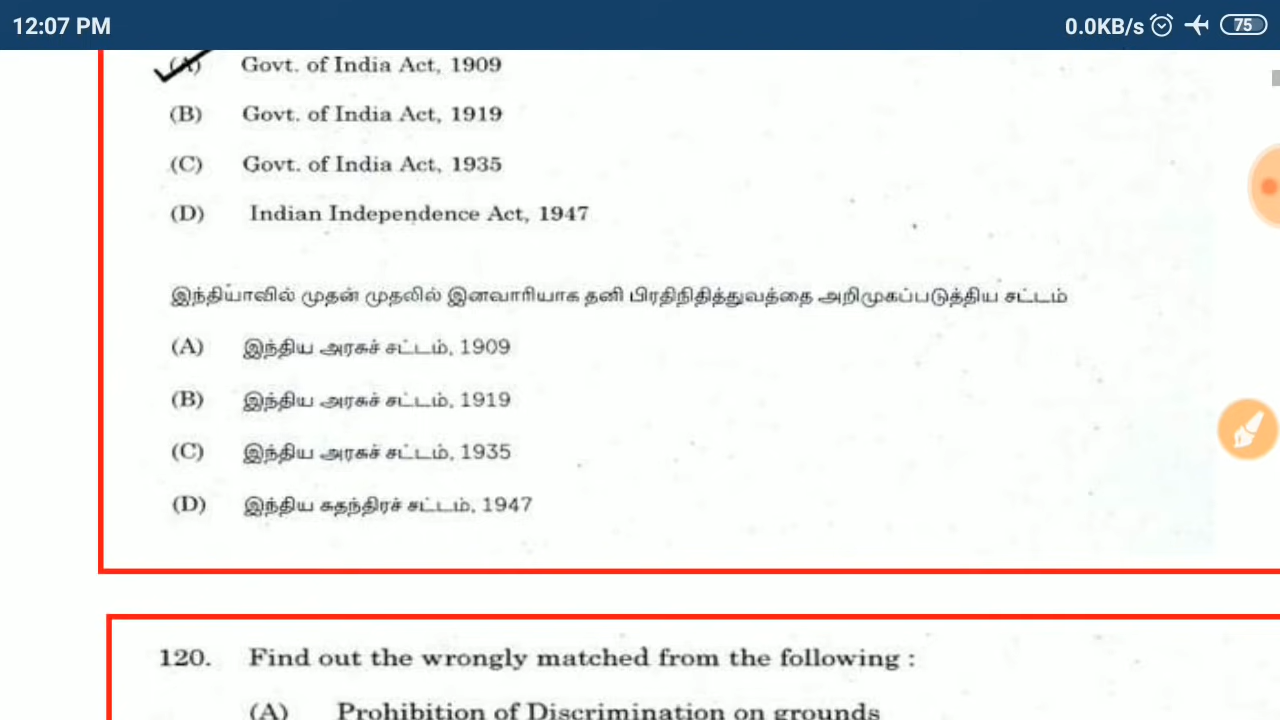 12:07 PM 0.0KB/s 75
(A) Govt. of India Act, 1909
(B) Govt. of India Act, 1919
(C) Govt. of India Act, 1935
(D) Indian Independence Act, 1947
இந்தியாவில் முதன் முதலில் இனவாரியாக தனி பிரதிநிதித்துவத்தை அறிமுகப்படுத்திய சட்டம்
(A) இந்திய அரசுச் சட்டம், 1909
(B) இந்திய அரசுச் சட்டம், 1919
(C) இந்திய அரசுச் சட்டம், 1935
(D) இந்திய சுதந்திரச் சட்டம், 1947
120. Find out the wrongly matched from the following :
(A) Prohibition of Discrimination on grounds